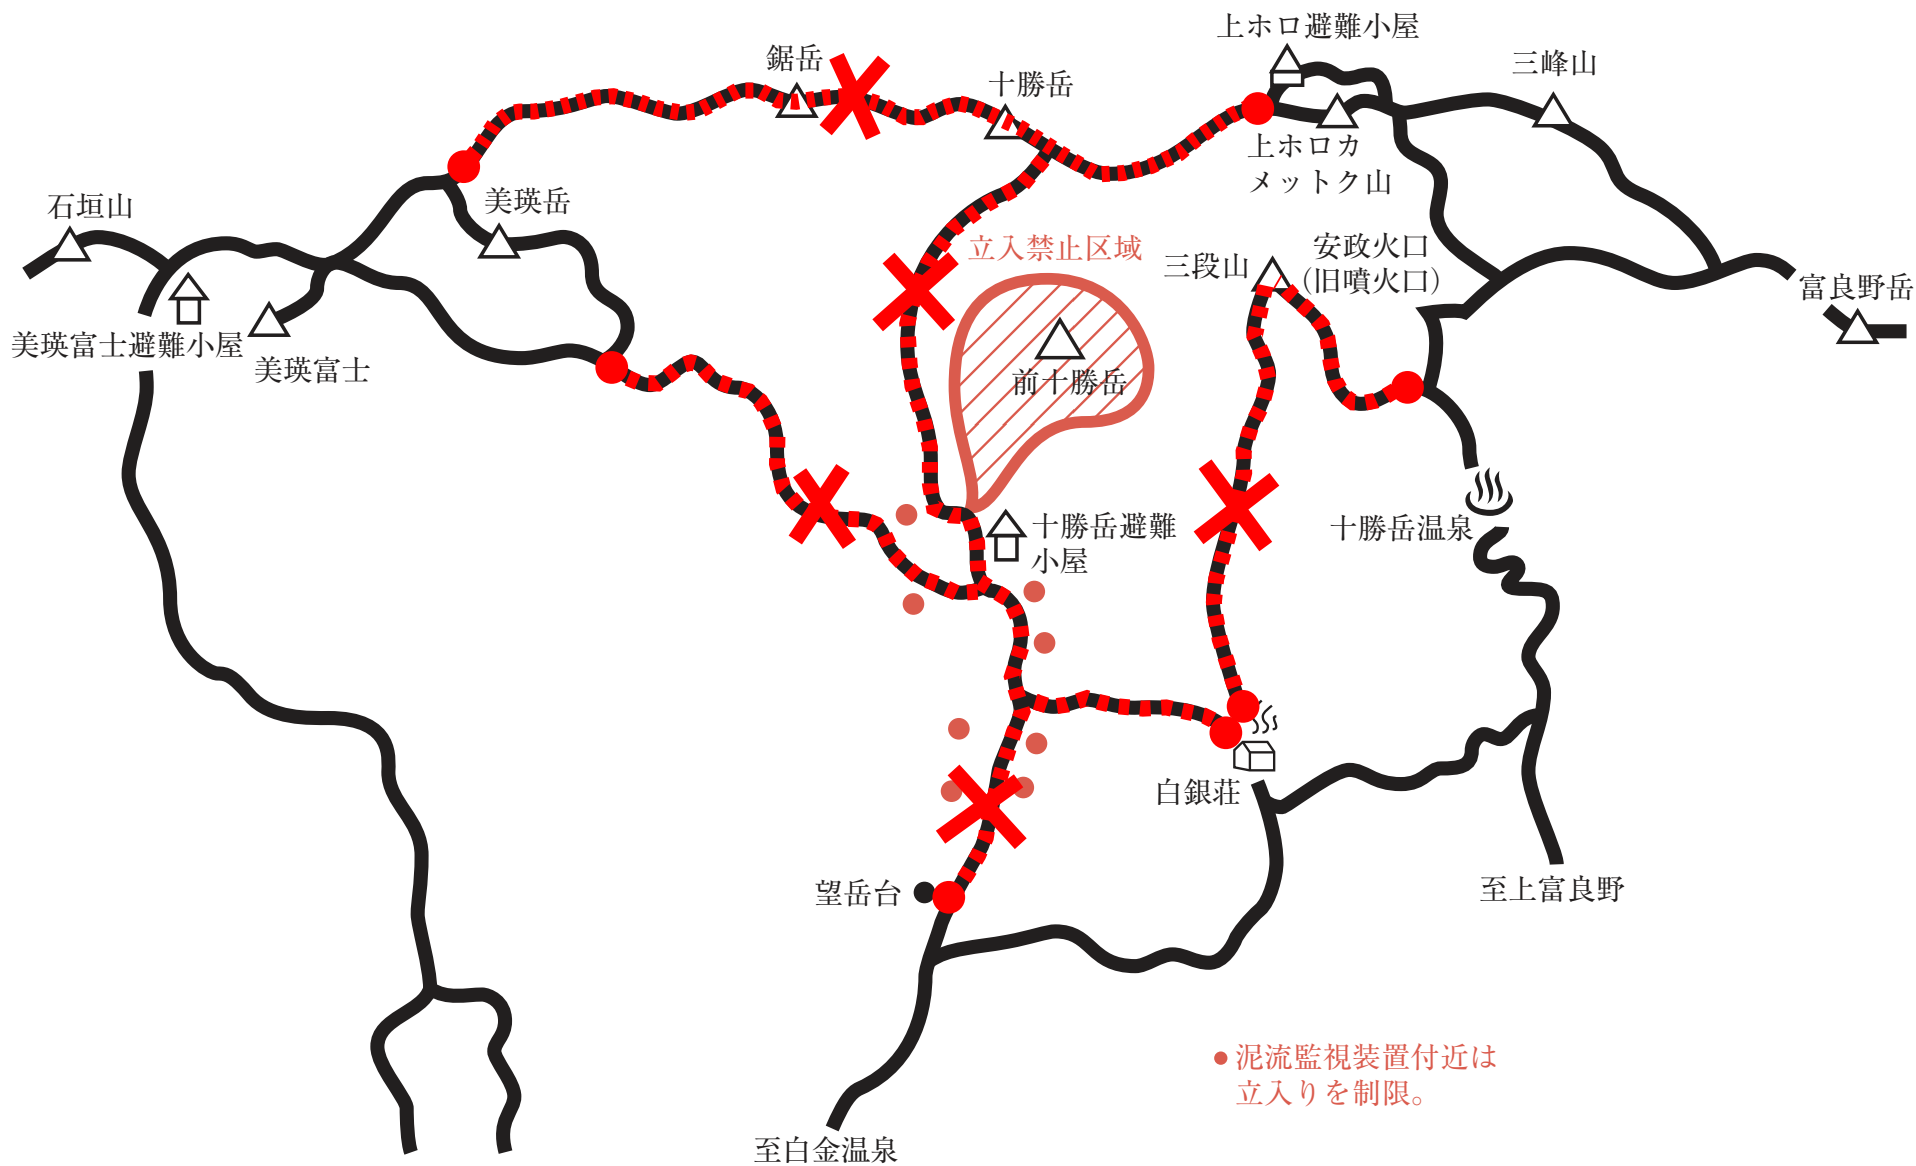 上ホロ避難小屋
鋸岳
三峰山
十勝岳
上ホロカ
メットク山
美瑛岳
石垣山
立入禁止区域
安政火口
三段山
(旧噴火口)
富良野岳
美瑛富士避難小屋
美瑛富士
前十勝岳
十勝岳避難
小屋
十勝岳温泉
白銀荘
望岳台
至上富良野
●泥流監視装置付近は
立入りを制限。
至白金温泉